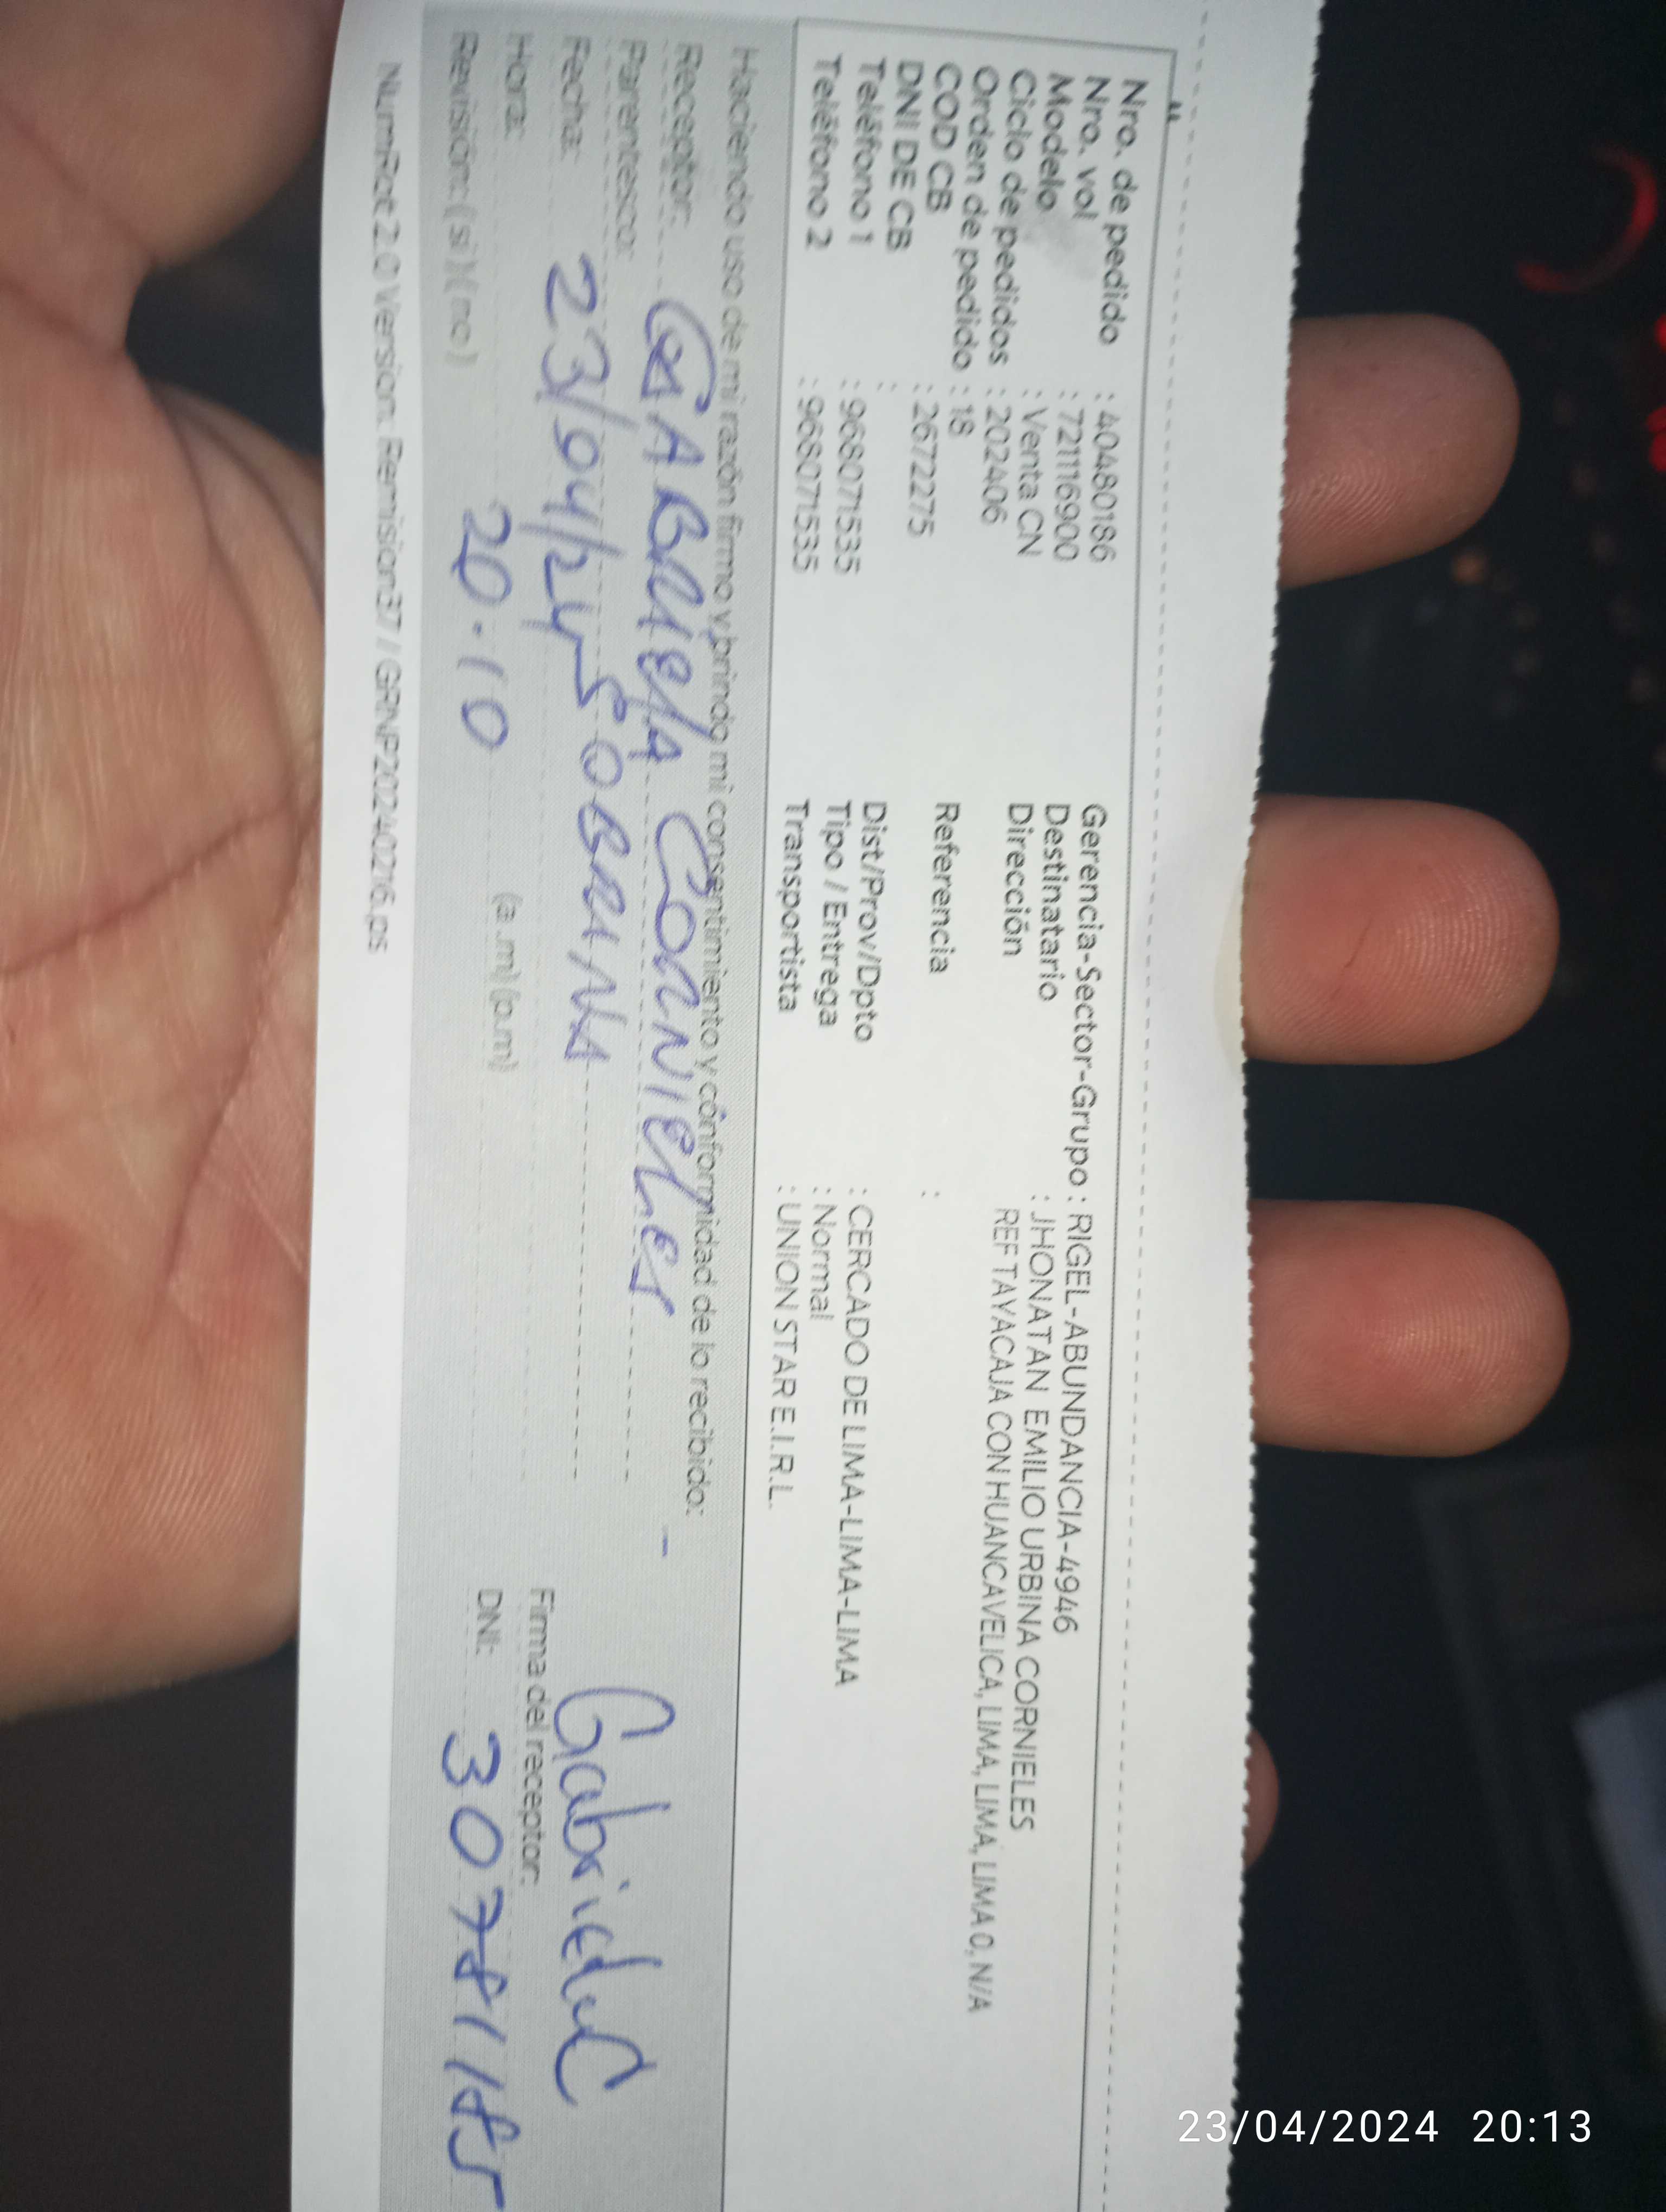 Nro. de pedido : 40480186
Nro. vol : 7211116900
Modelo : Venta CN
Ciclo de pedidos : 202406
Orden de pedido : 18
COD CB : 2672275
DNI DE CB :
Teléfono 1 : 968071535
Teléfono 2 : 968071535
Gerencia-Sector-Grupo : RIGEL-ABUNDANCIA-4946
Destinatario : JHONATAN EMILIO URBINA CORNIELES
Dirección REF TAYACAJA CON HUANCAVELICA, LIMA, LIMA, LIMA 0, N/A
Referencia :
Dist/Prov/Dpto : CERCADO DE LIMA-LIMA-LIMA
Tipo / Entrega : Normal
Transportista : UNION STAR E.I.R.L.
Haciendo uso de mi razón firmo y brindo mi consentimiento y conformidad de lo recibido:
Receptor: GABRIELA CORNIELES
Parentesco: SOBRINA
Fecha: 23/04/24
Hora: 20.10 (a.m) (p.m)
Revisión: (si) (no)
GabrielaC
Firma del receptor:
DNI: 30781185
NumRot 2.0 Version: Remision37 / GRNP20240216.ps
23/04/2024 20:13